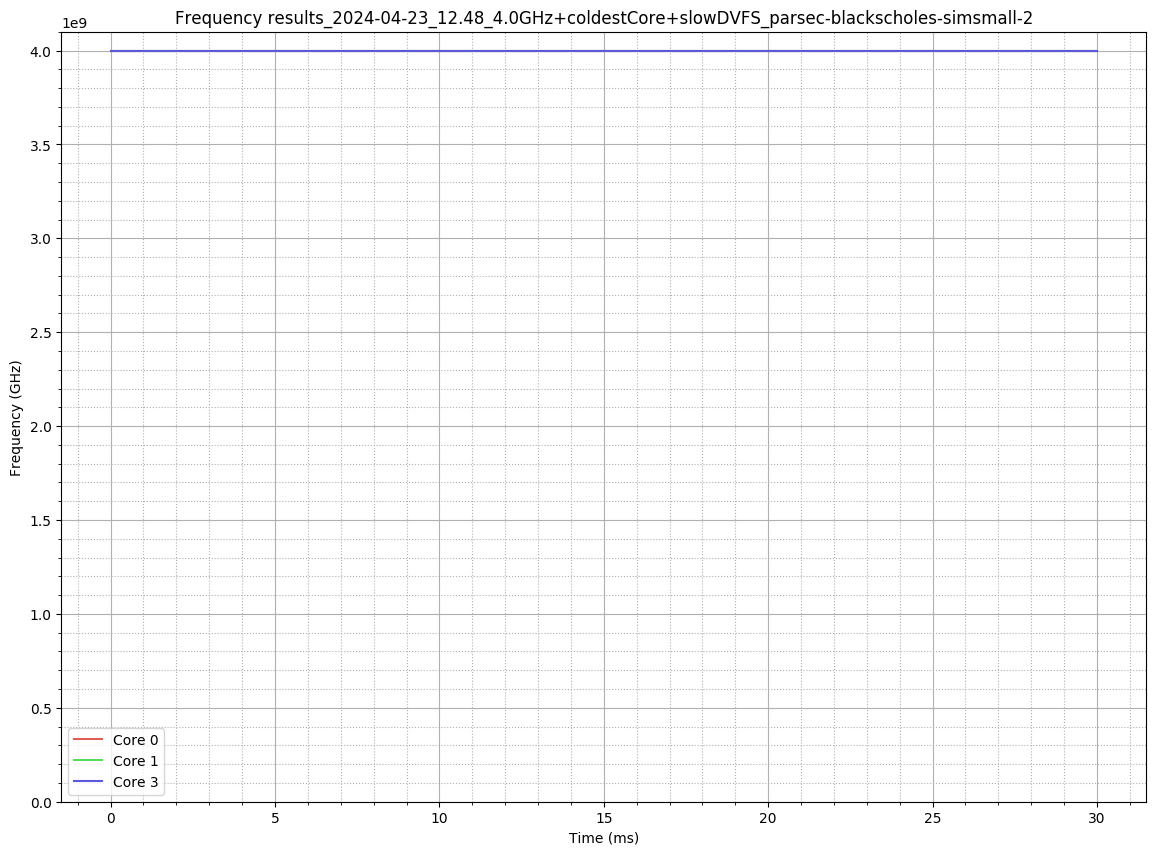 Frequency results_2024-04-23_12.48_4.0GHz+coldestCore+slowDVFS_parsec-blackscholes-simsmall-2
1e9
4.0
3.5
3.0
2.5
2.0
1.5
1.0
0.5
0.0
Frequency (GHz)
Core 0
Core 1
Core 3
0 5 10 15 20 25 30
Time (ms)